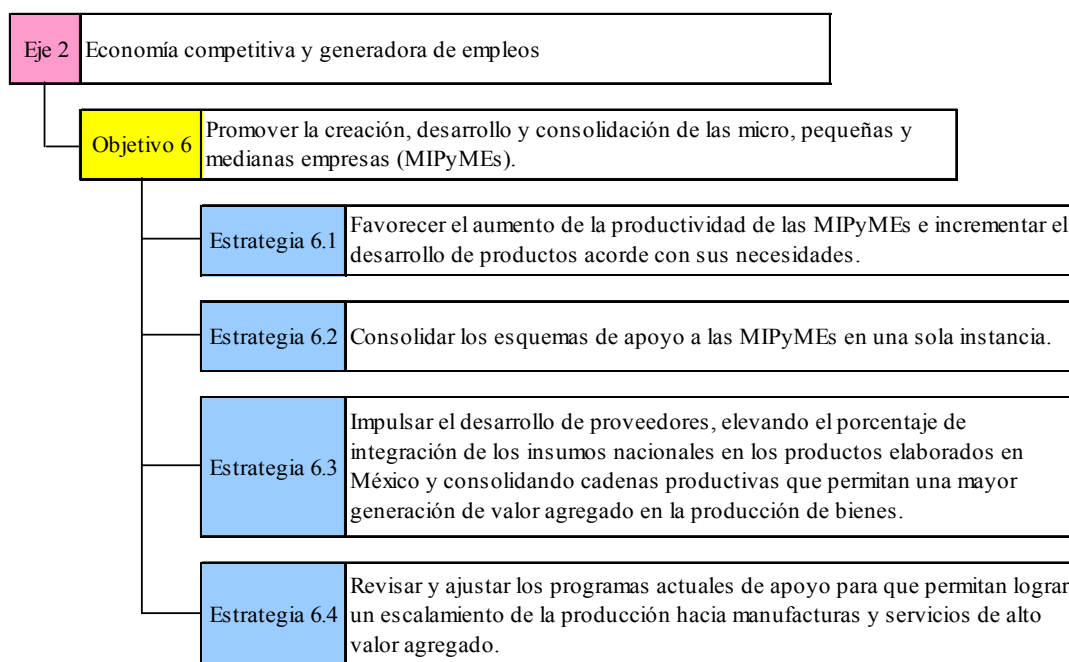 Eje 2
Economía competitiva y generadora de empleos
Objetivo 6
Promover la creación, desarrollo y consolidación de las micro, pequeñas y
medianas empresas (MIPyMEs).
Estrategia 6.1
Favorecer el aumento de la productividad de las MIPyMEs e incrementar el
desarrollo de productos acorde con sus necesidades.
Estrategia 6.2
Consolidar los esquemas de apoyo a las MIPyMEs en una sola instancia.
Estrategia 6.3
Impulsar el desarrollo de proveedores, elevando el porcentaje de
integración de los insumos nacionales en los productos elaborados en
México y consolidando cadenas productivas que permitan una mayor
generación de valor agregado en la producción de bienes.
Estrategia 6.4
Revisar y ajustar los programas actuales de apoyo para que permitan lograr
un escalamiento de la producción hacia manufacturas y servicios de alto
valor agregado.